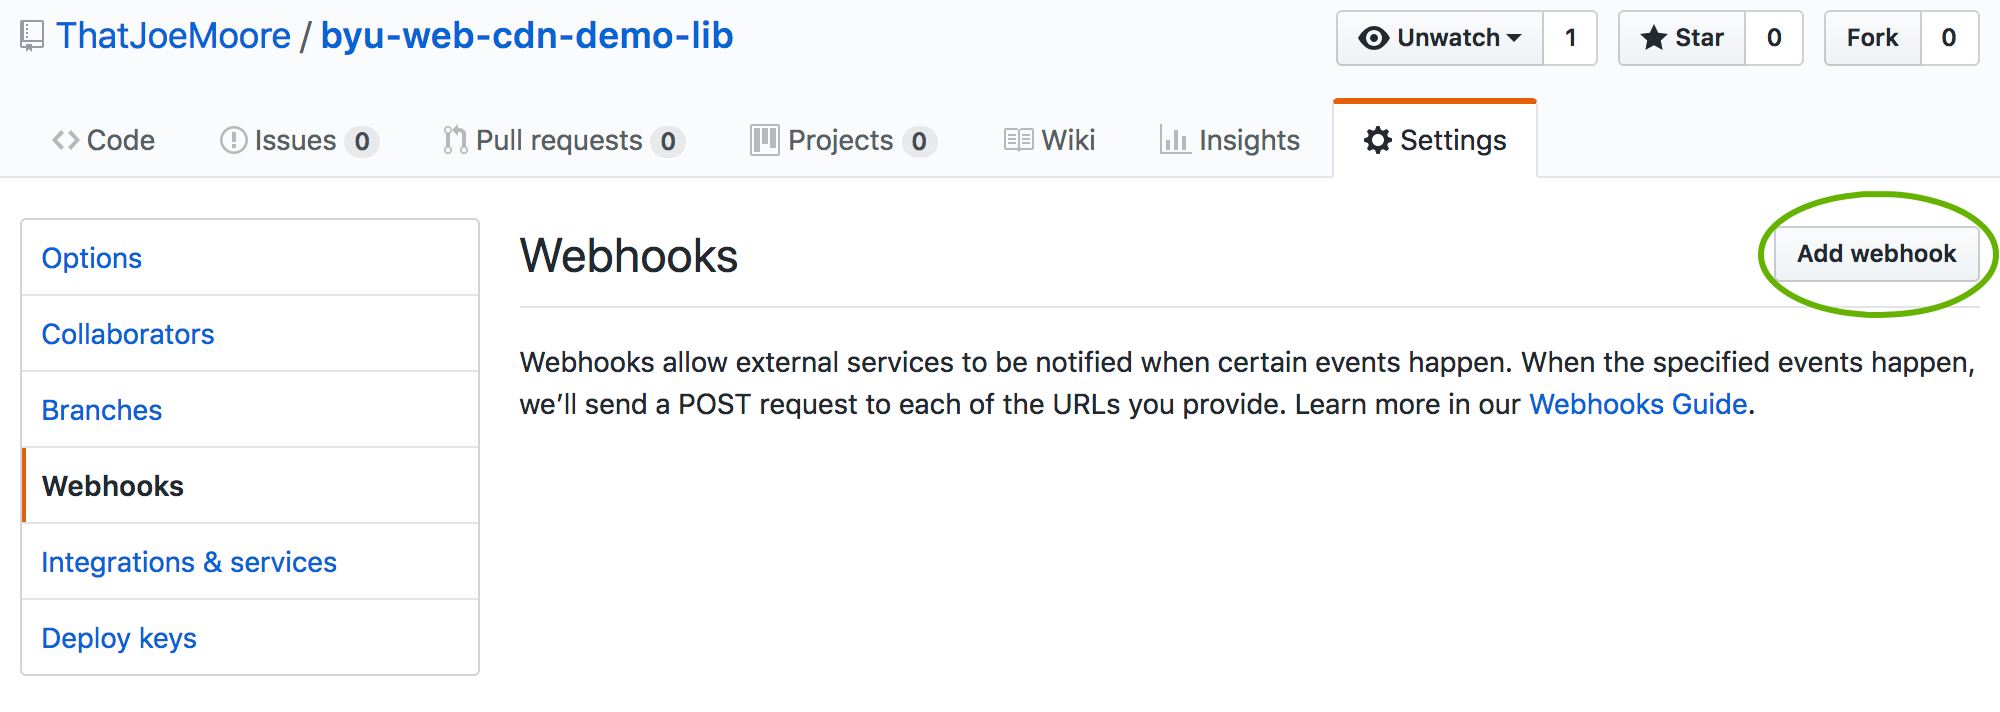 ThatJoeMoore / byu-web-cdn-demo-lib
Unwatch 1 Star 0 Fork 0
Code Issues 0 Pull requests 0 Projects 0 Wiki Insights Settings
Options
Collaborators
Branches
Webhooks
Integrations & services
Deploy keys
Webhooks
Add webhook
Webhooks allow external services to be notified when certain events happen. When the specified events happen,
we’ll send a POST request to each of the URLs you provide. Learn more in our Webhooks Guide.